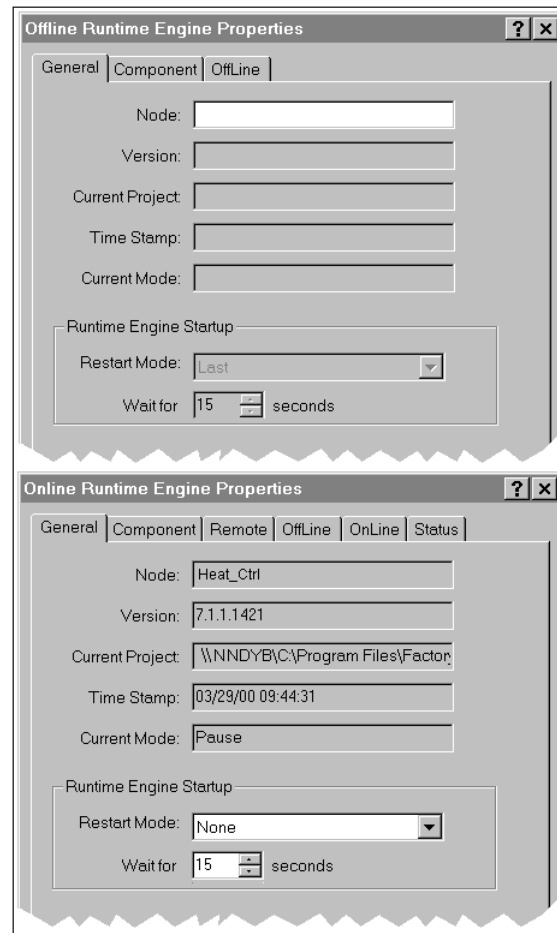 Offline Runtime Engine Properties
General Component OffLine
Node:
Version:
Current Project:
Time Stamp:
Current Mode:
Runtime Engine Startup
Restart Mode: Last
Wait for 15 seconds
Online Runtime Engine Properties
General Component Remote OffLine OnLine Status
Node: Heat_Ctrl
Version: 7.1.1.1421
Current Project: \\NNDYB\C:\Program Files\Factory
Time Stamp: 03/29/00 09:44:31
Current Mode: Pause
Runtime Engine Startup
Restart Mode: None
Wait for 15 seconds